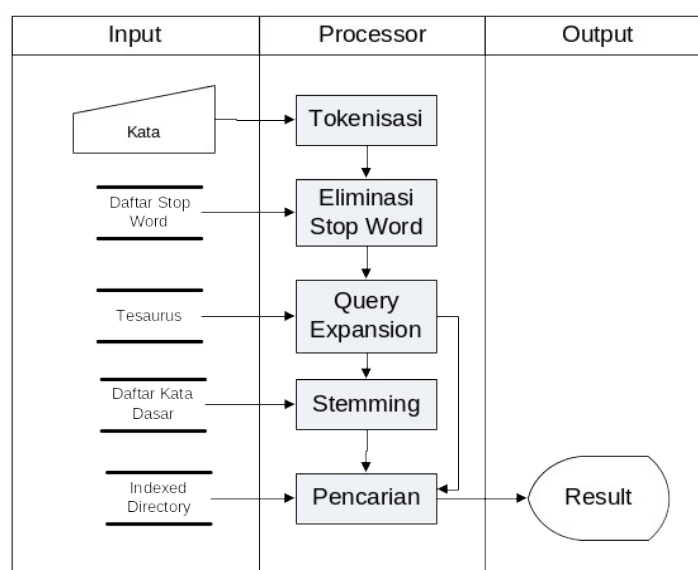 Input
Processor
Output
Kata
Tokenisasi
Daftar Stop
Word
Eliminasi
Stop Word
Tesaurus
Query
Expansion
Daftar Kata
Dasar
Stemming
Indexed
Directory
Pencarian
Result